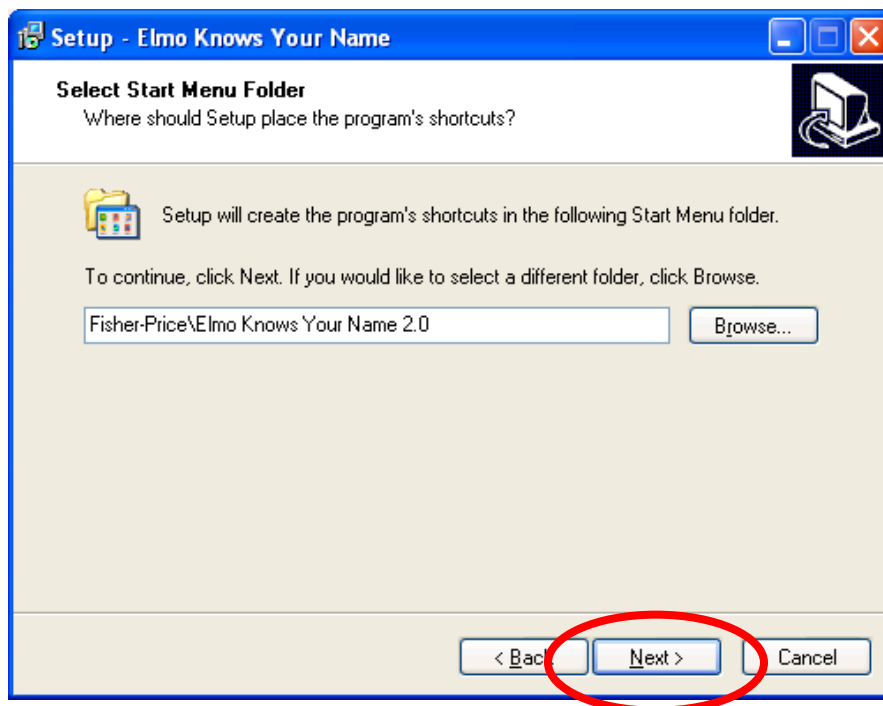 Setup - Elmo Knows Your Name
Select Start Menu Folder
Where should Setup place the program's shortcuts?
Setup will create the program's shortcuts in the following Start Menu folder.
To continue, click Next. If you would like to select a different folder, click Browse.
Fisher-Price\Elmo Knows Your Name 2.0
Browse...
< Back Next > Cancel